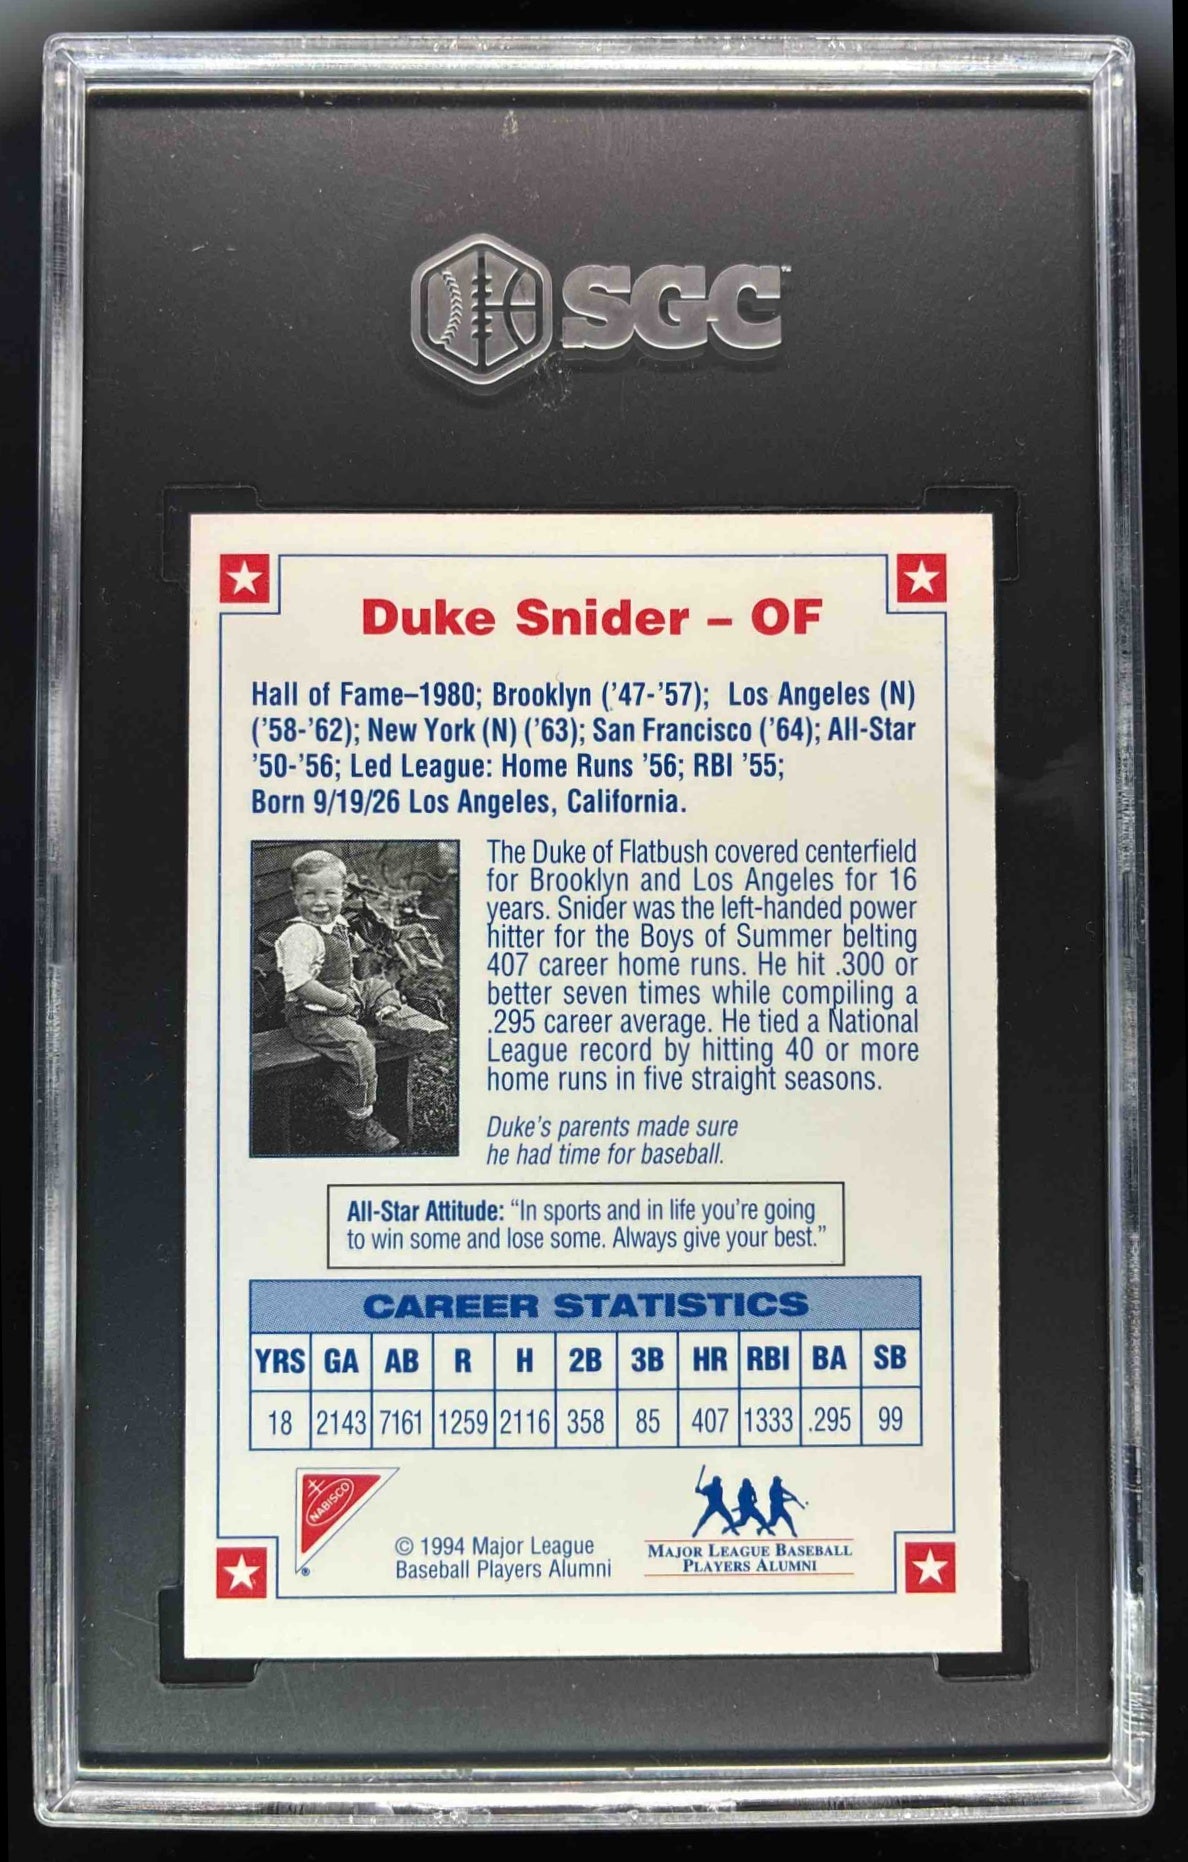 SGC™
Duke Snider – OF
Hall of Fame–1980; Brooklyn ('47-'57); Los Angeles (N)
('58-'62); New York (N) ('63); San Francisco ('64); All-Star
'50-'56; Led League: Home Runs '56; RBI '55;
Born 9/19/26 Los Angeles, California.
The Duke of Flatbush covered centerfield
for Brooklyn and Los Angeles for 16
years. Snider was the left-handed power
hitter for the Boys of Summer belting
407 career home runs. He hit .300 or
better seven times while compiling a
.295 career average. He tied a National
League record by hitting 40 or more
home runs in five straight seasons.
Duke's parents made sure
he had time for baseball.
All-Star Attitude: "In sports and in life you're going
to win some and lose some. Always give your best."
CAREER STATISTICS
YRS GA AB R H 2B 3B HR RBI BA SB
18 2143 7161 1259 2116 358 85 407 1333 .295 99
NABISCO
®
© 1994 Major League
Baseball Players Alumni
MAJOR LEAGUE BASEBALL
PLAYERS ALUMNI